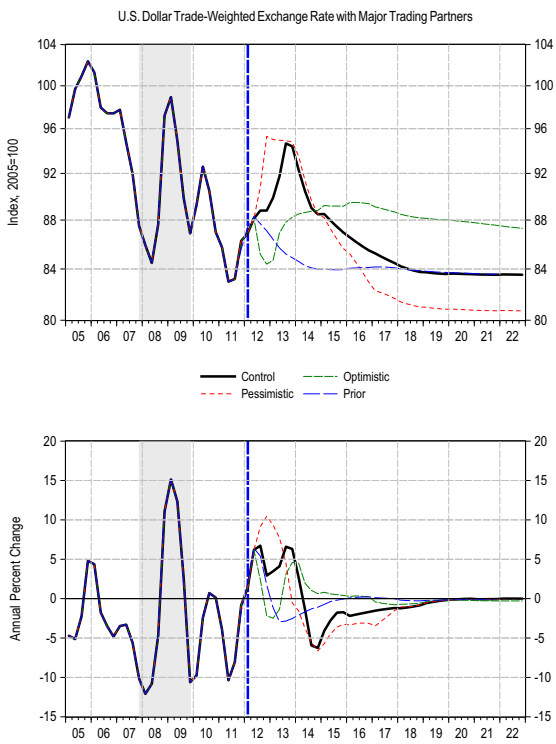 U.S. Dollar Trade-Weighted Exchange Rate with Major Trading Partners
104 104
100 100
96 96
92 92
88 88
84 84
80 80
Index, 2005=100
05 06 07 08 09 10 11 12 13 14 15 16 17 18 19 20 21 22
Control Optimistic
Pessimistic Prior
20 20
15 15
10 10
5 5
0 0
-5 -5
-10 -10
-15 -15
Annual Percent Change
05 06 07 08 09 10 11 12 13 14 15 16 17 18 19 20 21 22